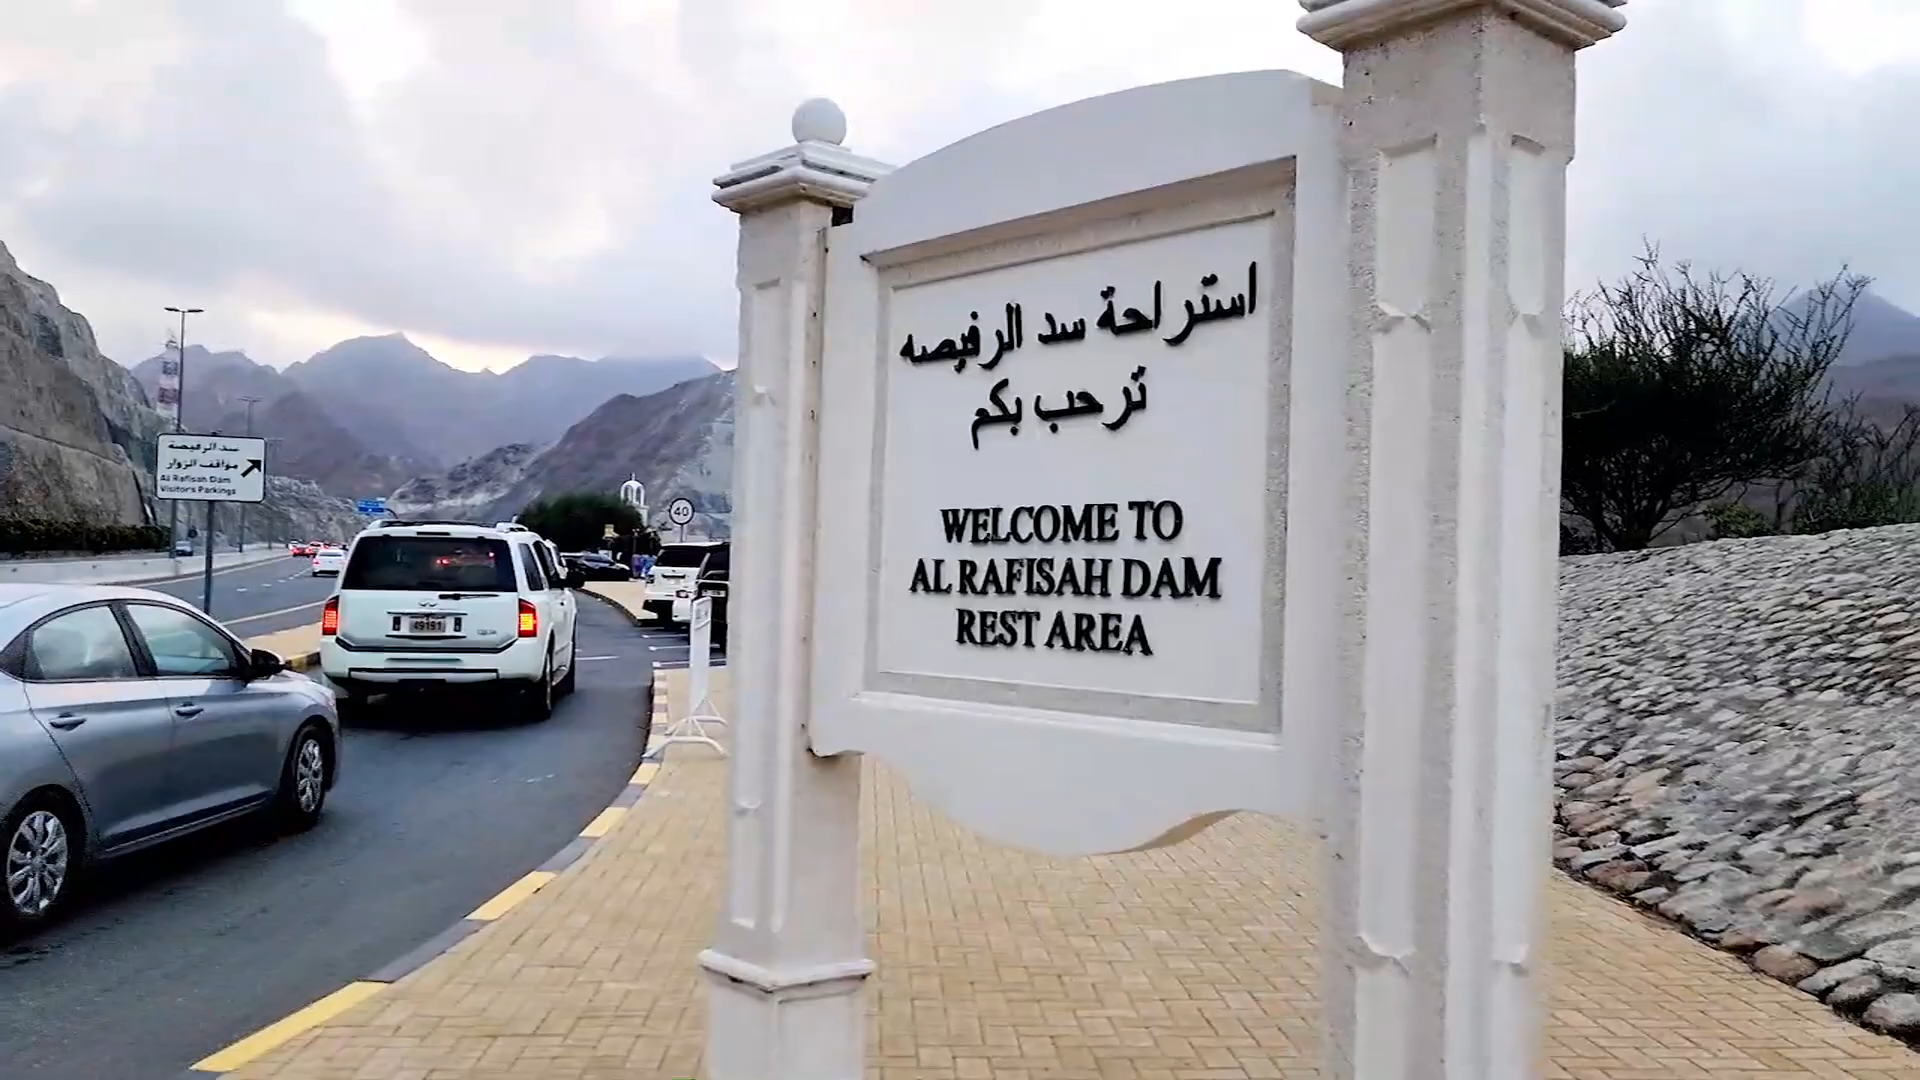 استراحة سد الرفيصه
ترحب بكم
WELCOME TO
AL RAFISAH DAM
REST AREA
سد الرفيصة
مواقف الزوار
Al Rafisah Dam
Visitor's Parkings
40
49191